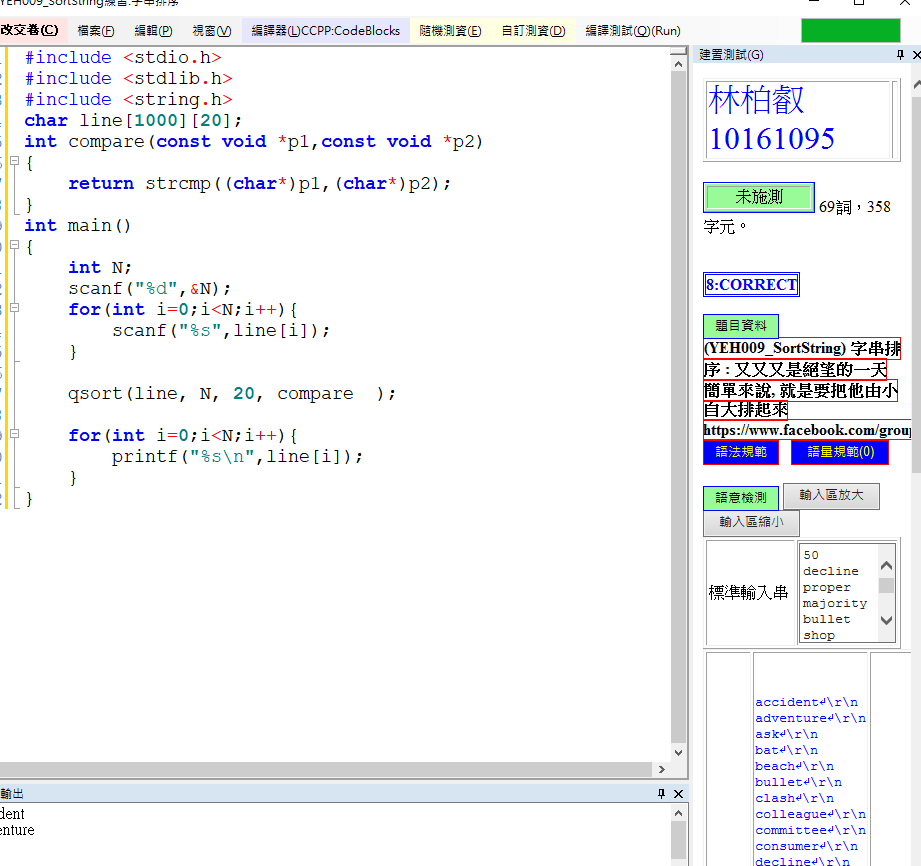 YEH009_SortString練習:字串排序
改交卷(C) 檔案(F) 編輯(P) 視窗(V) 編譯器(L)CCPP:CodeBlocks 隨機測資(E) 自訂測資(D) 編譯測試(Q)(Run)
#include <stdio.h>
#include <stdlib.h>
#include <string.h>
char line[1000][20];
int compare(const void *p1,const void *p2)
{
    return strcmp((char*)p1,(char*)p2);
}
int main()
{
    int N;
    scanf("%d",&N);
    for(int i=0;i<N;i++){
        scanf("%s",line[i]);
    }
    qsort(line, N, 20, compare  );
    for(int i=0;i<N;i++){
        printf("%s\n",line[i]);
    }
}
輸出
dent
enture
建置測試(G)
林柏叡
10161095
未施測 69詞，358
字元。
8:CORRECT
題目資料
(YEH009_SortString) 字串排
序 : 又又又是絕望的一天
簡單來說, 就是要把他由小
自大排起來
https://www.facebook.com/group
語法規範 語量規範(0)
語意檢測 輸入區放大
輸入區縮小
標準輸入串
50
decline
proper
majority
bullet
shop
accident↲\r\n
adventure↲\r\n
ask↲\r\n
bat↲\r\n
beach↲\r\n
bullet↲\r\n
clash↲\r\n
colleague↲\r\n
committee↲\r\n
consumer↲\r\n
decline↲\r\n